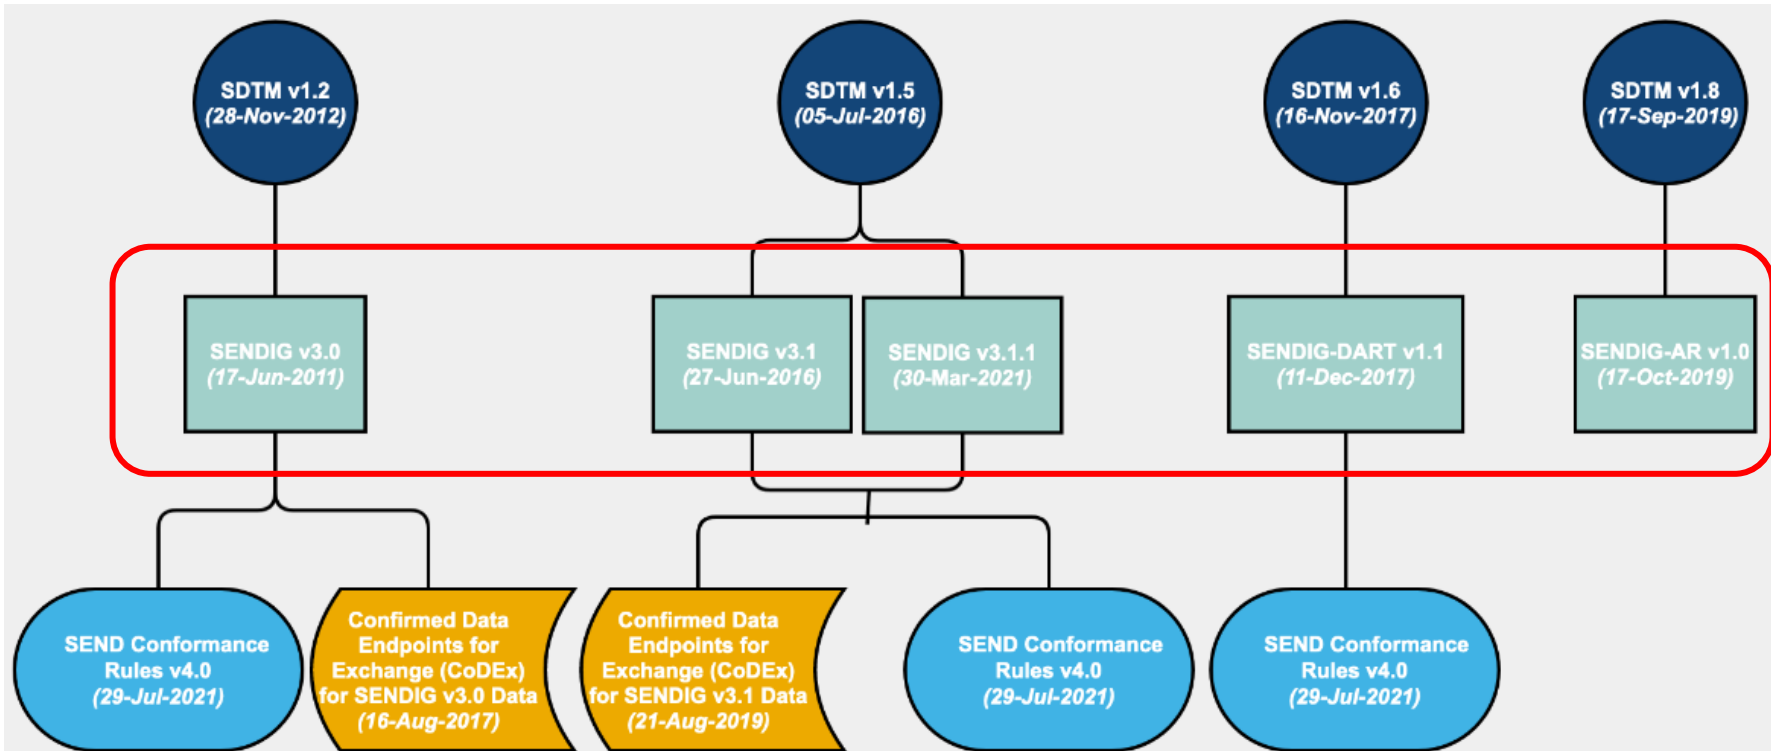 SDTM v1.2
(28-Nov-2012)
SDTM v1.5
(05-Jul-2016)
SDTM v1.6
(16-Nov-2017)
SDTM v1.8
(17-Sep-2019)
SENDIG v3.0
(17-Jun-2011)
SENDIG v3.1
(27-Jun-2016)
SENDIG v3.1.1
(30-Mar-2021)
SENDIG-DART v1.1
(11-Dec-2017)
SENDIG-AR v1.0
(17-Oct-2019)
SEND Conformance
Rules v4.0
(29-Jul-2021)
Confirmed Data
Endpoints for
Exchange (CoDEx)
for SENDIG v3.0 Data
(16-Aug-2017)
Confirmed Data
Endpoints for
Exchange (CoDEx)
for SENDIG v3.1 Data
(21-Aug-2019)
SEND Conformance
Rules v4.0
(29-Jul-2021)
SEND Conformance
Rules v4.0
(29-Jul-2021)